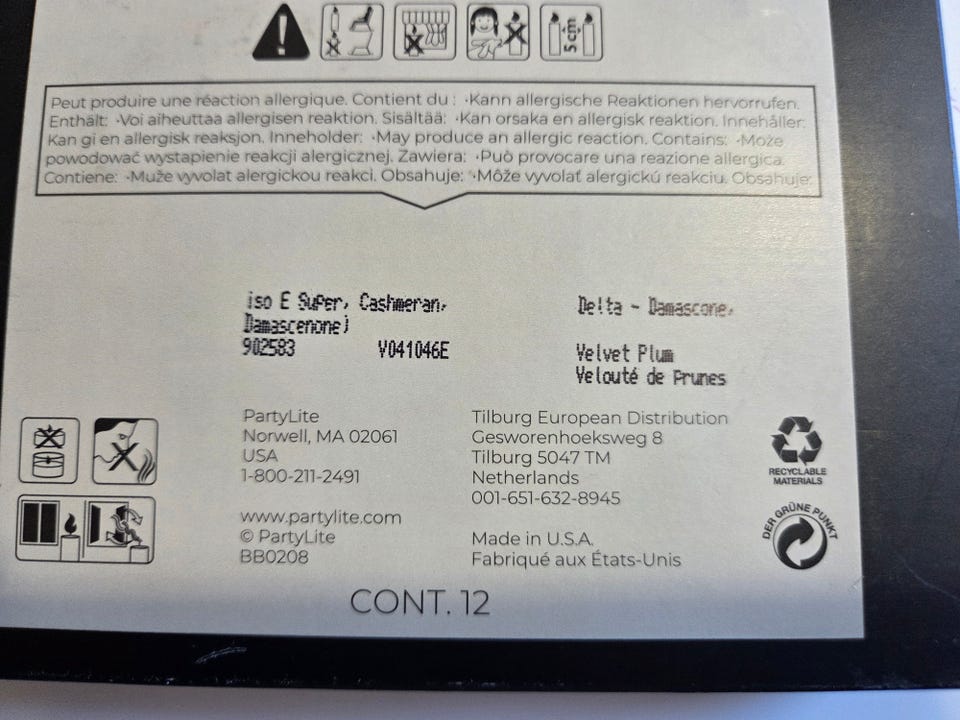 5 cm
Peut produire une réaction allergique. Contient du : •Kann allergische Reaktionen hervorrufen.
Enthält: •Voi aiheuttaa allergisen reaktion. Sisältää: •Kan orsaka en allergisk reaktion. Innehåller:
Kan gi en allergisk reaksjon. Inneholder: •May produce an allergic reaction. Contains: •Może
powodować wystąpienie reakcji alergicznej. Zawiera: •Può provocare una reazione allergica.
Contiene: •Muže vyvolat alergickou reakci. Obsahuje: •Môže vyvolať alergickú reakciu. Obsahuje:
iso E Super, Cashmeran, Delta - Damascone,
Damascenone)
902583 V041046E Velvet Plum
Velouté de Prunes
PartyLite
Norwell, MA 02061
USA
1-800-211-2491
www.partylite.com
© PartyLite
BB0208
Tilburg European Distribution
Gesworenhoeksweg 8
Tilburg 5047 TM
Netherlands
001-651-632-8945
Made in U.S.A.
Fabriqué aux États-Unis
RECYCLABLE
MATERIALS
DER GRÜNE PUNKT
CONT. 12